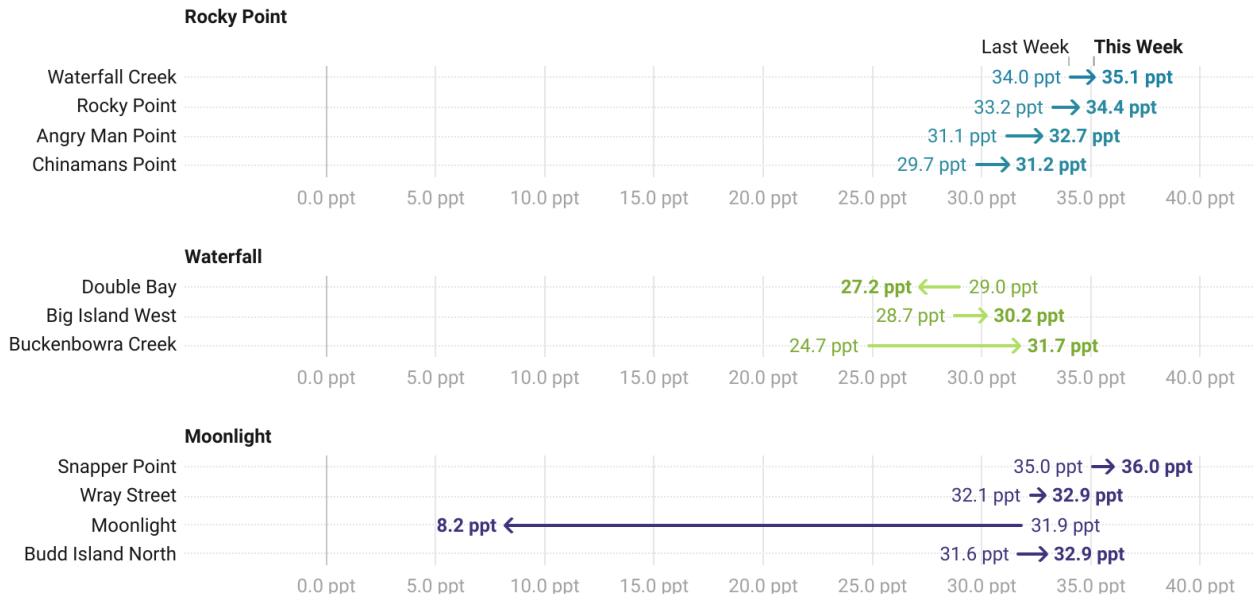 Rocky Point
Last Week This Week
Waterfall Creek 34.0 ppt 35.1 ppt
Rocky Point 33.2 ppt 34.4 ppt
Angry Man Point 31.1 ppt 32.7 ppt
Chinamans Point 29.7 ppt 31.2 ppt
0.0 ppt 5.0 ppt 10.0 ppt 15.0 ppt 20.0 ppt 25.0 ppt 30.0 ppt 35.0 ppt 40.0 ppt
Waterfall
Double Bay 27.2 ppt 29.0 ppt
Big Island West 28.7 ppt 30.2 ppt
Buckenbowra Creek 24.7 ppt 31.7 ppt
0.0 ppt 5.0 ppt 10.0 ppt 15.0 ppt 20.0 ppt 25.0 ppt 30.0 ppt 35.0 ppt 40.0 ppt
Moonlight
Snapper Point 35.0 ppt 36.0 ppt
Wray Street 32.1 ppt 32.9 ppt
Moonlight 8.2 ppt 31.9 ppt
Budd Island North 31.6 ppt 32.9 ppt
0.0 ppt 5.0 ppt 10.0 ppt 15.0 ppt 20.0 ppt 25.0 ppt 30.0 ppt 35.0 ppt 40.0 ppt